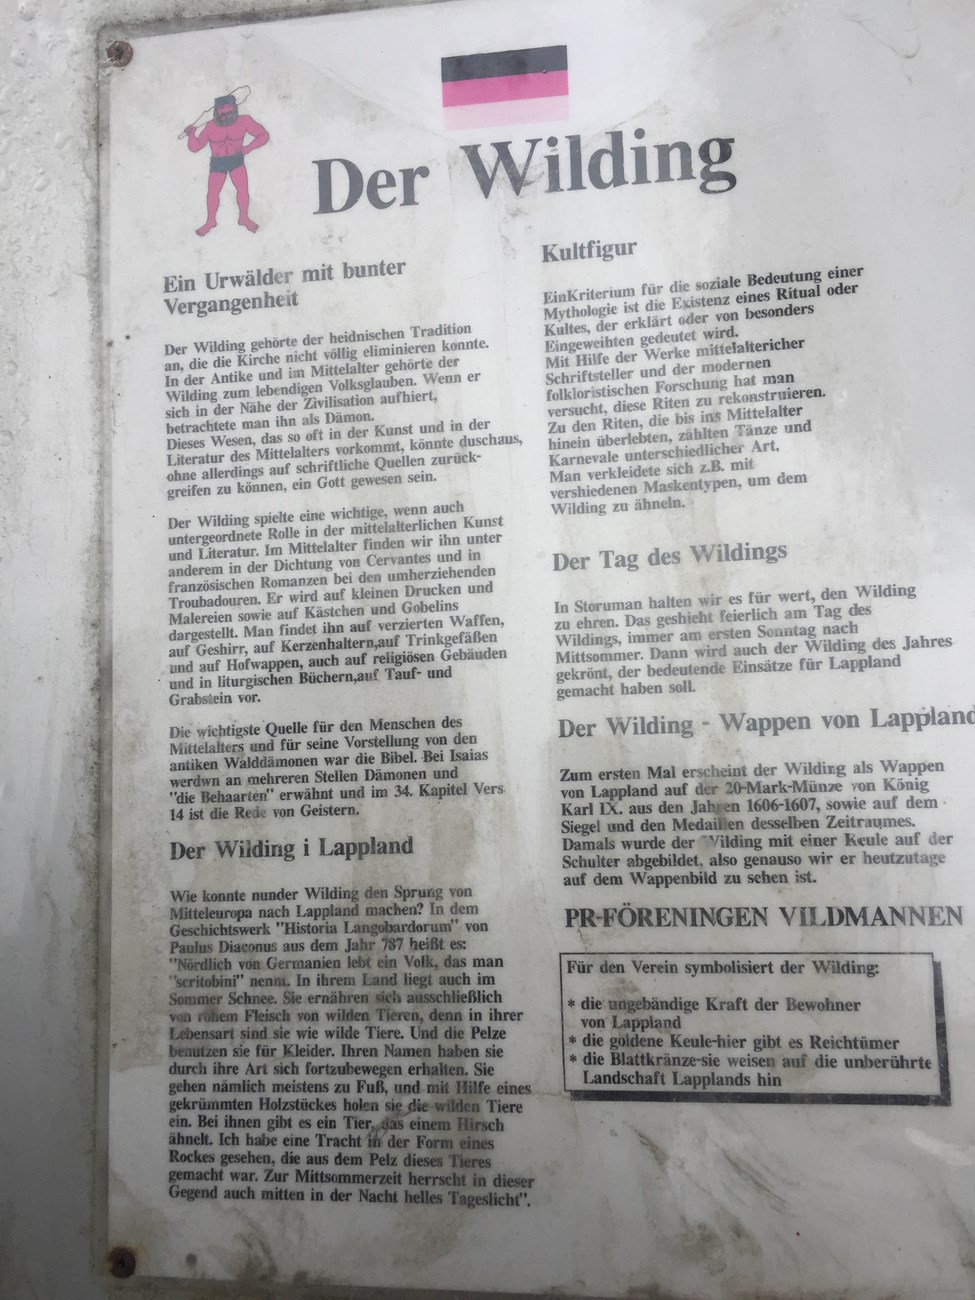 Der Wilding
Ein Urwälder mit bunter
Vergangenheit
Der Wilding gehörte der heidnischen Tradition
an, die die Kirche nicht völlig eliminieren konnte.
In der Antike und im Mittelalter gehörte der
Wilding zum lebendigen Volksglauben. Wenn er
sich in der Nähe der Zivilisation aufhiert,
betrachtete man ihn als Dämon.
Dieses Wesen, das so oft in der Kunst und in der
Literatur des Mittelalters vorkommt, könnte duschaus,
ohne allerdings auf schriftliche Quellen zurück-
greifen zu können, ein Gott gewesen sein.
Der Wilding spielte eine wichtige, wenn auch
untergeordnete Rolle in der mittelalterlichen Kunst
und Literatur. Im Mittelalter finden wir ihn unter
anderem in der Dichtung von Cervantes und in
französischen Romanzen bei den umherziehenden
Troubadouren. Er wird auf kleinen Drucken und
Malereien sowie auf Kästchen und Gobelins
dargestellt. Man findet ihn auf verzierten Waffen,
auf Geshirr, auf Kerzenhaltern,auf Trinkgefäßen
und auf Hofwappen, auch auf religiösen Gebäuden
und in liturgischen Büchern,auf Tauf- und
Grabstein vor.
Die wichtigste Quelle für den Menschen des
Mittelalters und für seine Vorstellung von den
antiken Walddämonen war die Bibel. Bei Isaias
werdwn an mehreren Stellen Dämonen und
"die Behaarten" erwähnt und im 34. Kapitel Vers
14 ist die Rede von Geistern.
Der Wilding i Lappland
Wie konnte nunder Wilding den Sprung von
Mitteleuropa nach Lappland machen? In dem
Geschichtswerk "Historia Langobardorum" von
Paulus Diaconus aus dem Jahr 787 heißt es:
"Nördlich von Germanien lebt ein Volk, das man
"scritobini" nennt. In ihrem Land liegt auch im
Sommer Schnee. Sie ernähren sich ausschließlich
von rohem Fleisch von wilden Tieren, denn in ihrer
Lebensart sind sie wie wilde Tiere. Und die Pelze
benutzen sie für Kleider. Ihren Namen haben sie
durch ihre Art sich fortzubewegen erhalten. Sie
gehen nämlich meistens zu Fuß, und mit Hilfe eines
gekrümmten Holzstückes holen sie die wilden Tiere
ein. Bei ihnen gibt es ein Tier, das einem Hirsch
ähnelt. Ich habe eine Tracht in der Form eines
Rockes gesehen, die aus dem Pelz dieses Tieres
gemacht war. Zur Mittsommerzeit herrscht in dieser
Gegend auch mitten in der Nacht helles Tageslicht".
Kultfigur
EinKriterium für die soziale Bedeutung einer
Mythologie ist die Existenz eines Ritual oder
Kultes, der erklärt oder von besonders
Eingeweihten gedeutet wird.
Mit Hilfe der Werke mittelaltericher
Schriftsteller und der modernen
folkloristischen Forschung hat man
versucht, diese Riten zu rekonstruieren.
Zu den Riten, die bis ins Mittelalter
hinein überlebten, zählten Tänze und
Karnevale unterschiedlicher Art.
Man verkleidete sich z.B. mit
vershiedenen Maskentypen, um dem
Wilding zu ähneln.
Der Tag des Wildings
In Storuman halten wir es für wert, den Wilding
zu ehren. Das geshieht feierlich am Tag des
Wildings, immer am ersten Sonntag nach
Mittsommer. Dann wird auch der Wilding des Jahres
gekrönt, der bedeutende Einsätze für Lappland
gemacht haben soll.
Der Wilding - Wappen von Lappland
Zum ersten Mal erscheint der Wilding als Wappen
von Lappland auf der 20-Mark-Münze von König
Karl IX. aus den Jahren 1606-1607, sowie auf dem
Siegel und den Medaillen desselben Zeitraumes.
Damals wurde der Wilding mit einer Keule auf der
Schulter abgebildet, also genauso wir er heutzutage
auf dem Wappenbild zu sehen ist.
PR-FÖRENINGEN VILDMANNEN
Für den Verein symbolisiert der Wilding:
* die ungebändige Kraft der Bewohner
von Lappland
* die goldene Keule-hier gibt es Reichtümer
* die Blattkränze-sie weisen auf die unberührte
Landschaft Lapplands hin